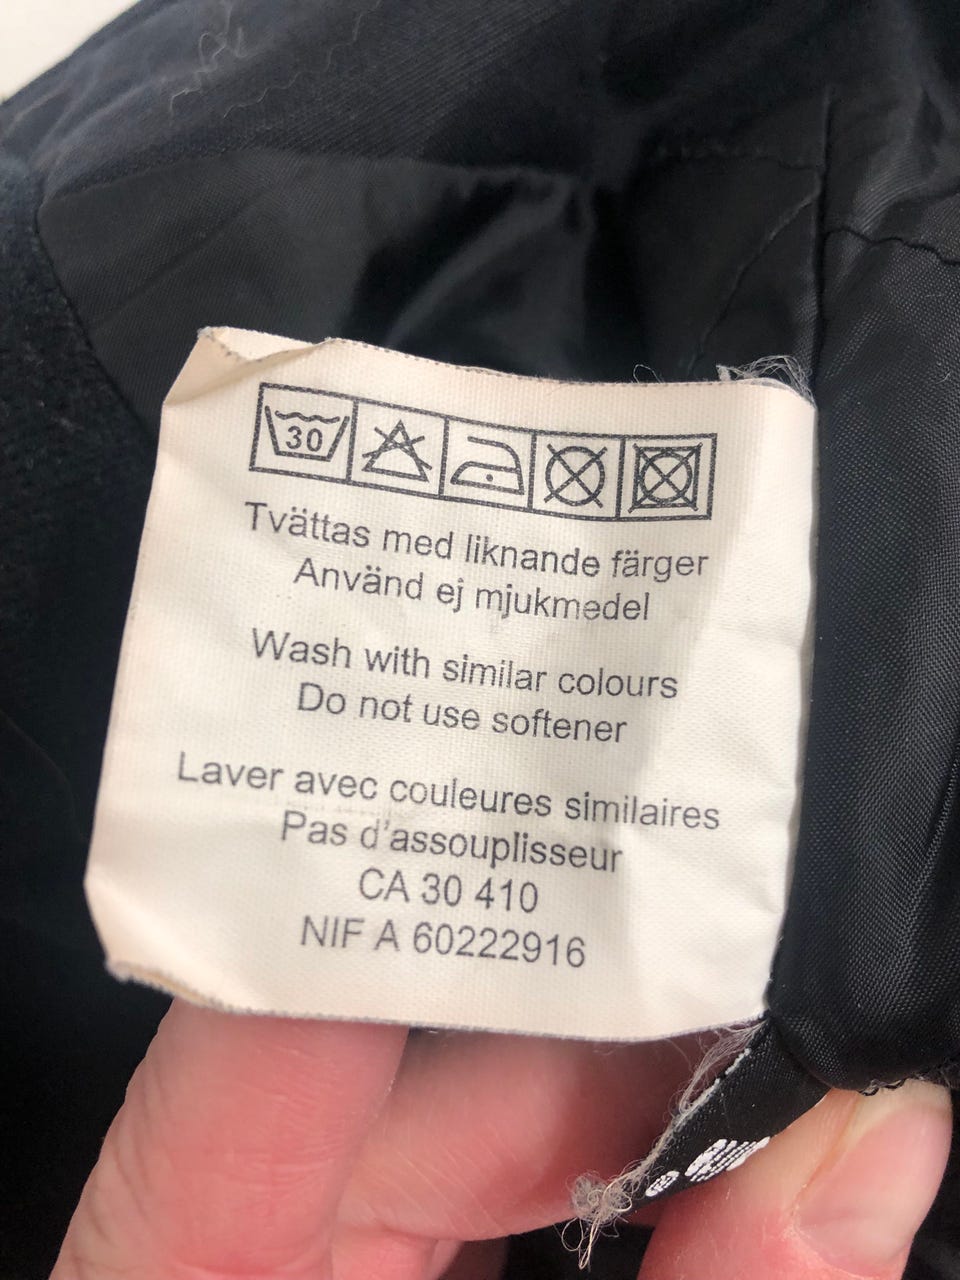 30
Tvättas med liknande färger
Använd ej mjukmedel
Wash with similar colours
Do not use softener
Laver avec couleures similaires
Pas d'assouplisseur
CA 30 410
NIF A 60222916